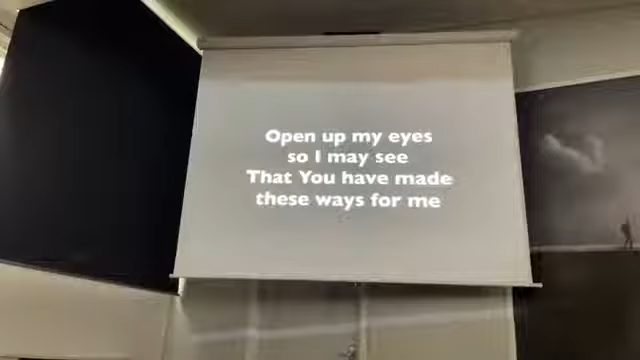 Open up my eyes
so I may see
That You have made
these ways for me